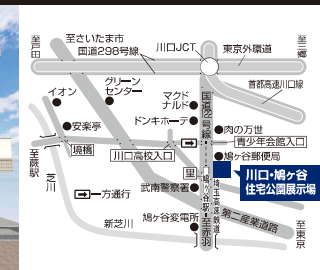 至戸田
至さいたま市
国道298号線
川口JCT
東京外環道
至三郷
首都高速川口線
イオン
グリーン
センター
マクド
ナルド
ドンキホーテ
安楽亭
国道122号線
肉の万世
青少年会館入口
境橋
川口高校入口
鳩ヶ谷郵便局
至蕨駅
里
川口・鳩ヶ谷
住宅公園展示場
芝川
一方通行
武南警察署
鳩ヶ谷駅
埼玉高速鉄道
新芝川
鳩ヶ谷変電所
至赤羽
第二産業道路
至東京